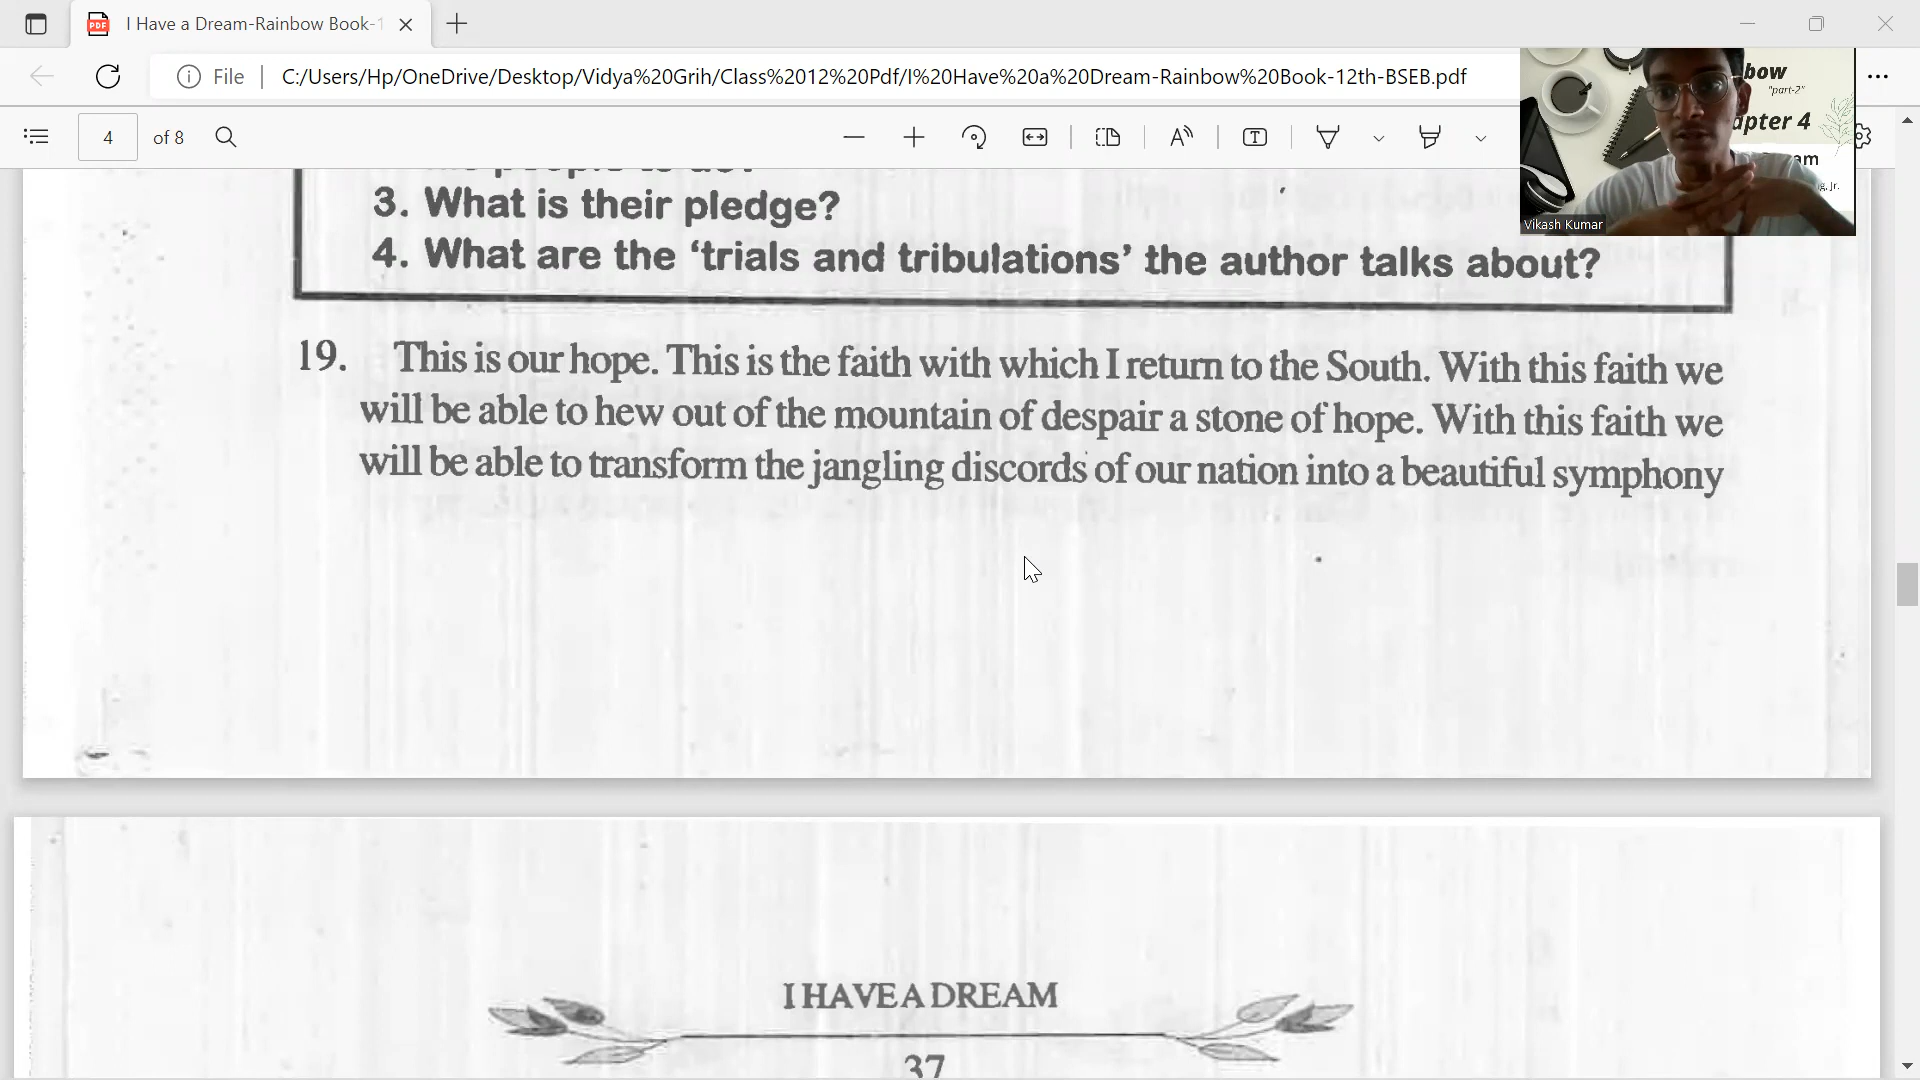 I Have a Dream-Rainbow Book-1
File
C:/Users/Hp/OneDrive/Desktop/Vidya%20Grih/Class%2012%20Pdf/I%20Have%20a%20Dream-Rainbow%20Book-12th-BSEB.pdf
bow
"part-2"
apter 4
am
g, Jr.
Vikash Kumar
4 of 8
3. What is their pledge?
4. What are the ‘trials and tribulations’ the author talks about?
19. This is our hope. This is the faith with which I return to the South. With this faith we
will be able to hew out of the mountain of despair a stone of hope. With this faith we
will be able to transform the jangling discords of our nation into a beautiful symphony
I HAVE A DREAM
37